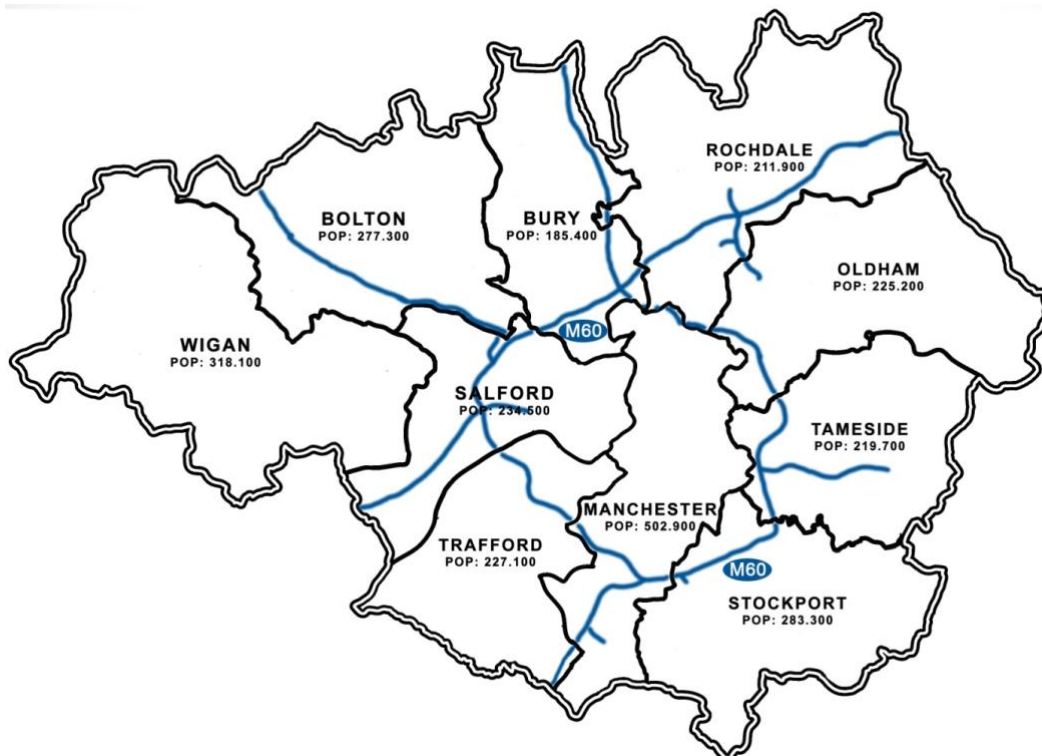 ROCHDALE
POP: 211.900
BOLTON
POP: 277.300
BURY
POP: 185.400
OLDHAM
POP: 225.200
M60
WIGAN
POP: 318.100
SALFORD
POP: 234.500
TAMESIDE
POP: 219.700
MANCHESTER
POP: 502.900
TRAFFORD
POP: 227.100
M60
STOCKPORT
POP: 283.300